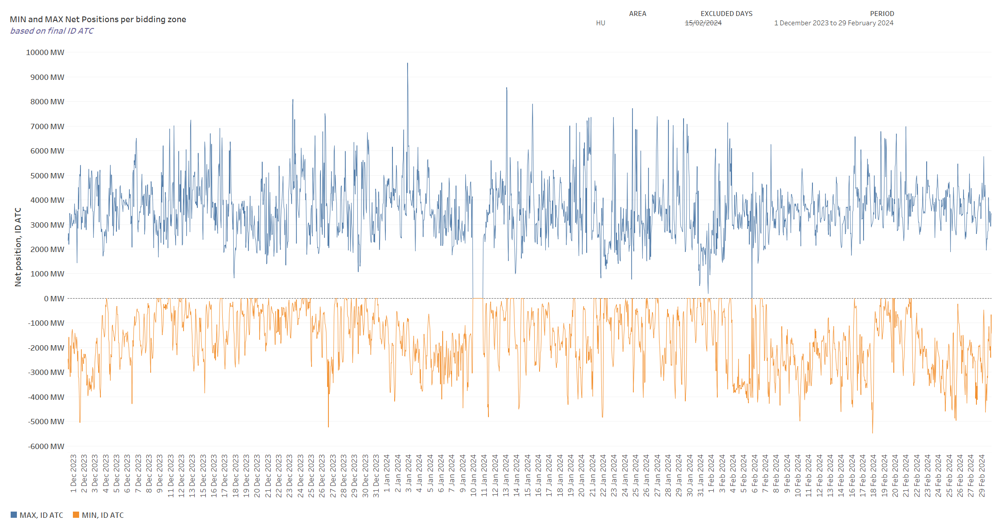 MIN and MAX Net Positions per bidding zone
based on final ID ATC
AREA
HU
EXCLUDED DAYS
15/02/2024
PERIOD
1 December 2023 to 29 February 2024
Net position, ID ATC
10000 MW
9000 MW
8000 MW
7000 MW
6000 MW
5000 MW
4000 MW
3000 MW
2000 MW
1000 MW
0 MW
-1000 MW
-2000 MW
-3000 MW
-4000 MW
-5000 MW
-6000 MW
1 Dec 2023
2 Dec 2023
3 Dec 2023
4 Dec 2023
5 Dec 2023
6 Dec 2023
7 Dec 2023
8 Dec 2023
9 Dec 2023
11 Dec 2023
12 Dec 2023
13 Dec 2023
15 Dec 2023
16 Dec 2023
17 Dec 2023
18 Dec 2023
19 Dec 2023
20 Dec 2023
21 Dec 2023
22 Dec 2023
23 Dec 2023
24 Dec 2023
25 Dec 2023
26 Dec 2023
27 Dec 2023
28 Dec 2023
29 Dec 2023
30 Dec 2023
31 Dec 2023
1 Jan 2024
2 Jan 2024
3 Jan 2024
4 Jan 2024
5 Jan 2024
6 Jan 2024
7 Jan 2024
9 Jan 2024
10 Jan 2024
11 Jan 2024
12 Jan 2024
13 Jan 2024
14 Jan 2024
15 Jan 2024
16 Jan 2024
17 Jan 2024
18 Jan 2024
19 Jan 2024
20 Jan 2024
21 Jan 2024
22 Jan 2024
23 Jan 2024
24 Jan 2024
25 Jan 2024
26 Jan 2024
27 Jan 2024
28 Jan 2024
29 Jan 2024
30 Jan 2024
31 Jan 2024
1 Feb 2024
3 Feb 2024
4 Feb 2024
5 Feb 2024
6 Feb 2024
7 Feb 2024
8 Feb 2024
9 Feb 2024
10 Feb 2024
11 Feb 2024
12 Feb 2024
13 Feb 2024
14 Feb 2024
16 Feb 2024
17 Feb 2024
18 Feb 2024
19 Feb 2024
20 Feb 2024
21 Feb 2024
22 Feb 2024
23 Feb 2024
24 Feb 2024
25 Feb 2024
26 Feb 2024
27 Feb 2024
29 Feb 2024
MAX, ID ATC
MIN, ID ATC